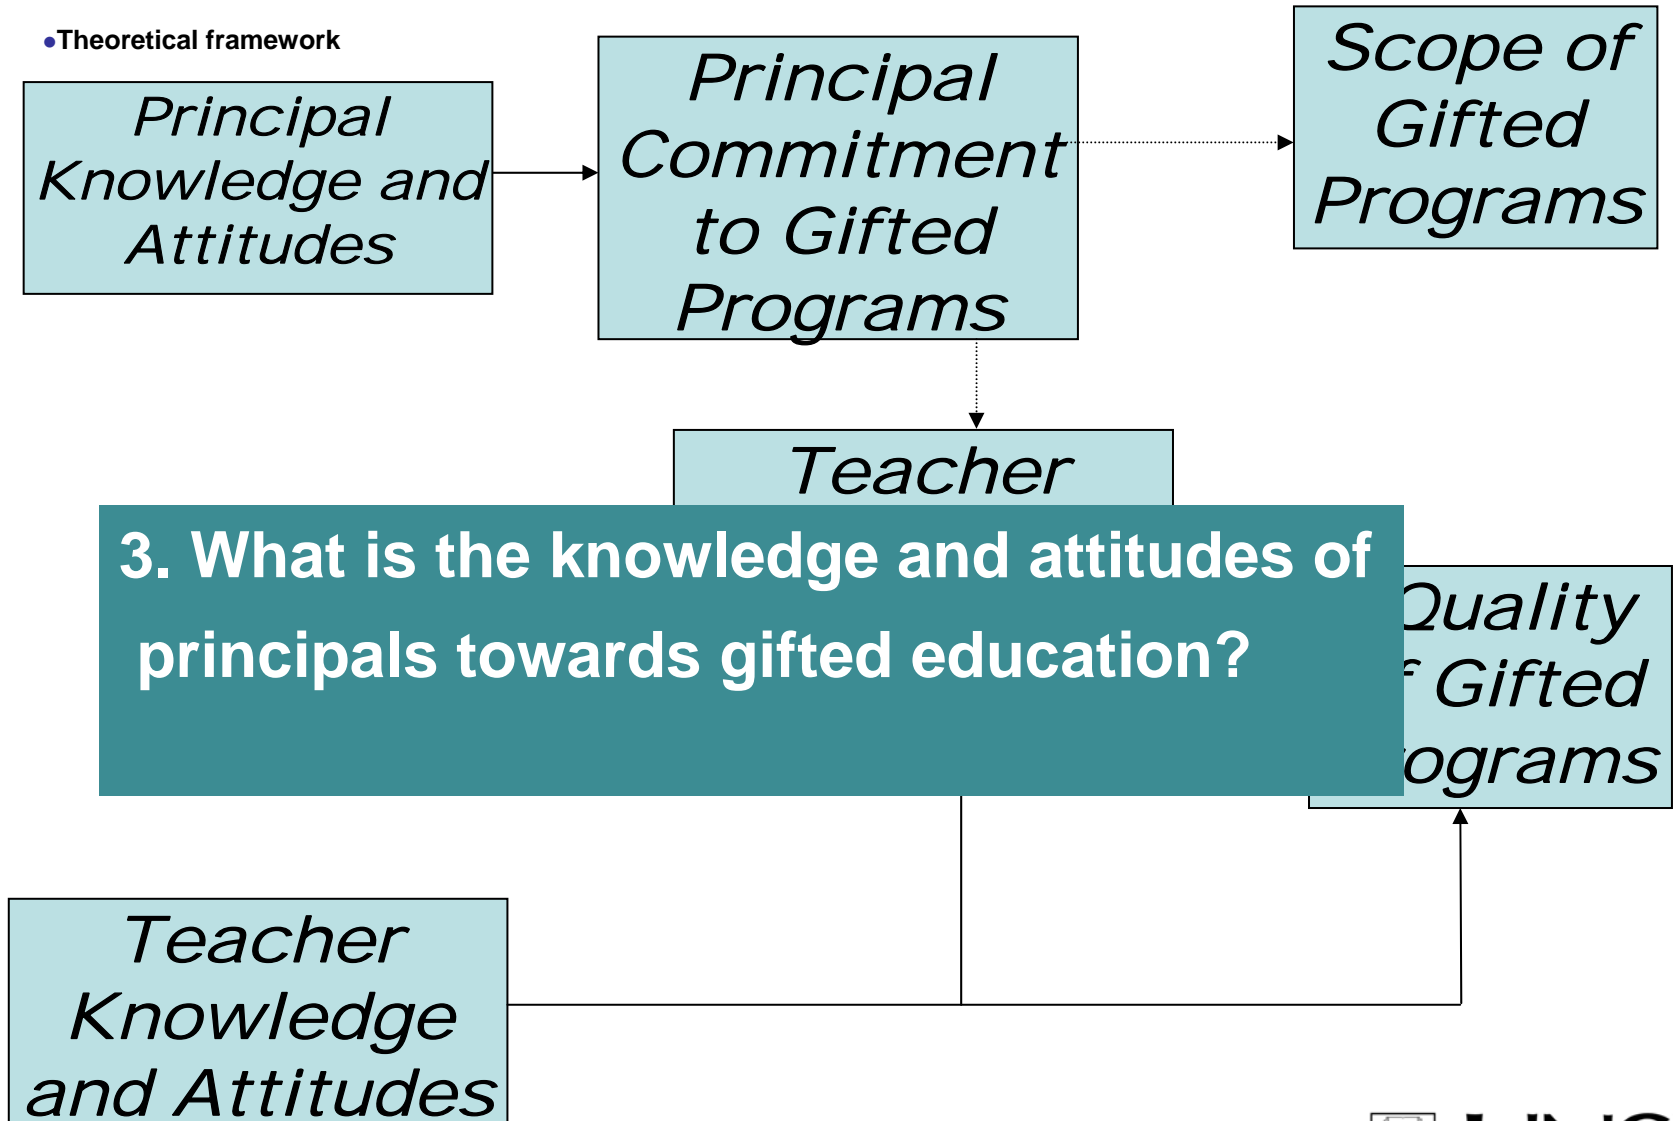 •Theoretical framework
Principal
Knowledge and
Attitudes
Principal
Commitment
to Gifted
Programs
Scope of
Gifted
Programs
Teacher
3. What is the knowledge and attitudes of
principals towards gifted education?
Quality
Gifted
Teacher
Knowledge
and Attitudes